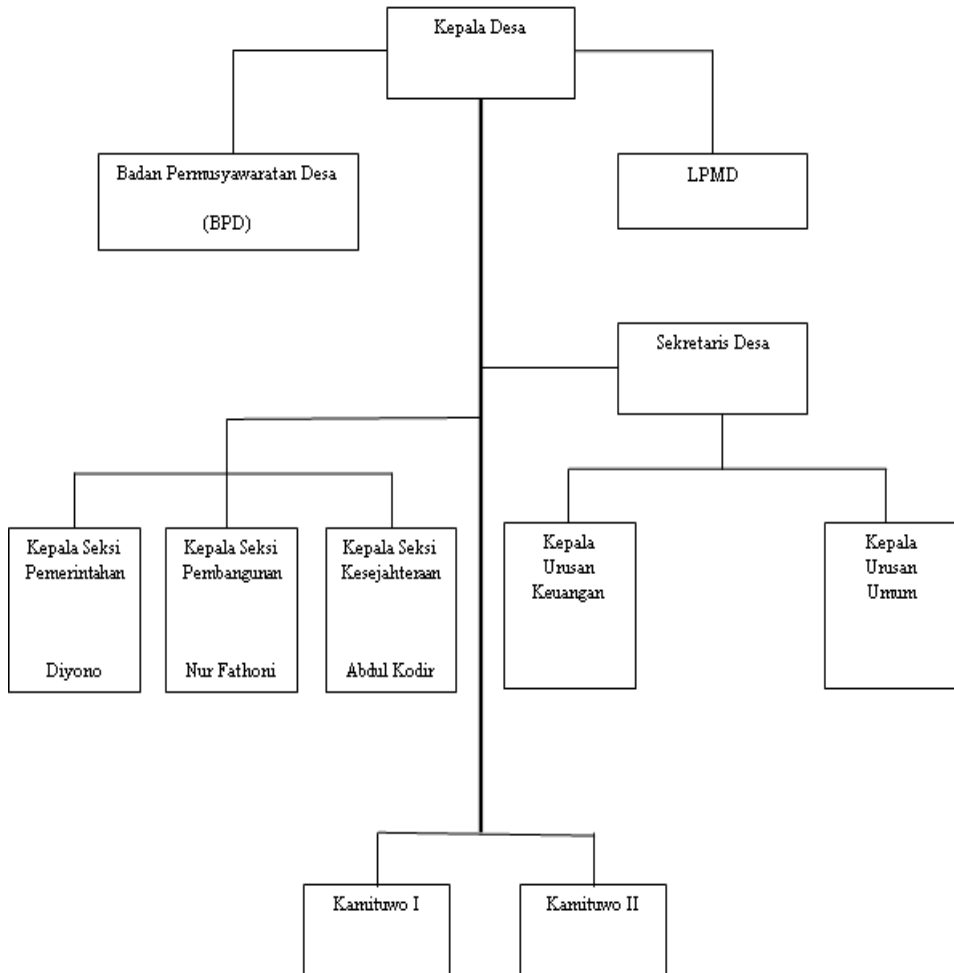 Kepala Desa
Badan Permusyawaratan Desa
(BPD)
LPMD
Sekretaris Desa
Kepala Seksi
Pemerintahan
Diyono
Kepala Seksi
Pembangunan
Nur Fathoni
Kepala Seksi
Kesejahteraan
Abdul Kodir
Kepala
Urusan
Keuangan
Kepala
Urusan
Umum
Kamituwo I
Kamituwo II